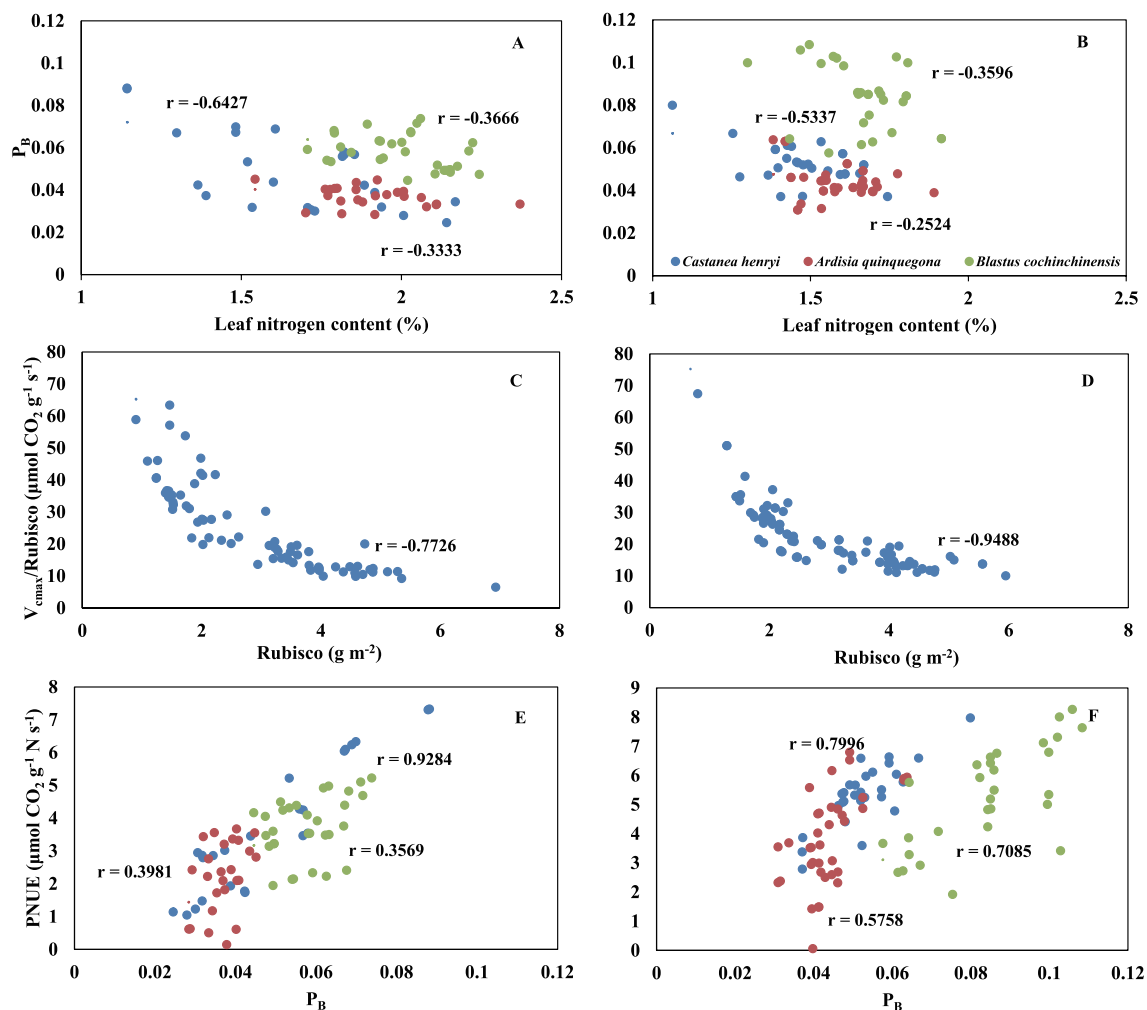 A
P_B
0.12
0.1
0.08
0.06
0.04
0.02
0
r = -0.6427
r = -0.3666
r = -0.3333
1
1.5
2
2.5
Leaf nitrogen content (%)
B
0.12
0.1
0.08
0.06
0.04
0.02
0
r = -0.3596
r = -0.5337
r = -0.2524
Castanea henryi
Ardisia quinquegona
Blastus cochinchinensis
1
1.5
2
2.5
Leaf nitrogen content (%)
C
V_cmax/Rubisco (μmol CO₂ g⁻¹ s⁻¹)
80
70
60
50
40
30
20
10
0
r = -0.7726
0
2
4
6
8
Rubisco (g m⁻²)
D
80
70
60
50
40
30
20
10
0
r = -0.9488
0
2
4
6
8
Rubisco (g m⁻²)
E
PNUE (μmol CO₂ g⁻¹ N s⁻¹)
8
7
6
5
4
3
2
1
0
r = 0.9284
r = 0.3981
r = 0.3569
0
0.02
0.04
0.06
0.08
0.1
0.12
P_B
F
9
8
7
6
5
4
3
2
1
0
r = 0.7996
r = 0.7085
r = 0.5758
0
0.02
0.04
0.06
0.08
0.1
0.12
P_B